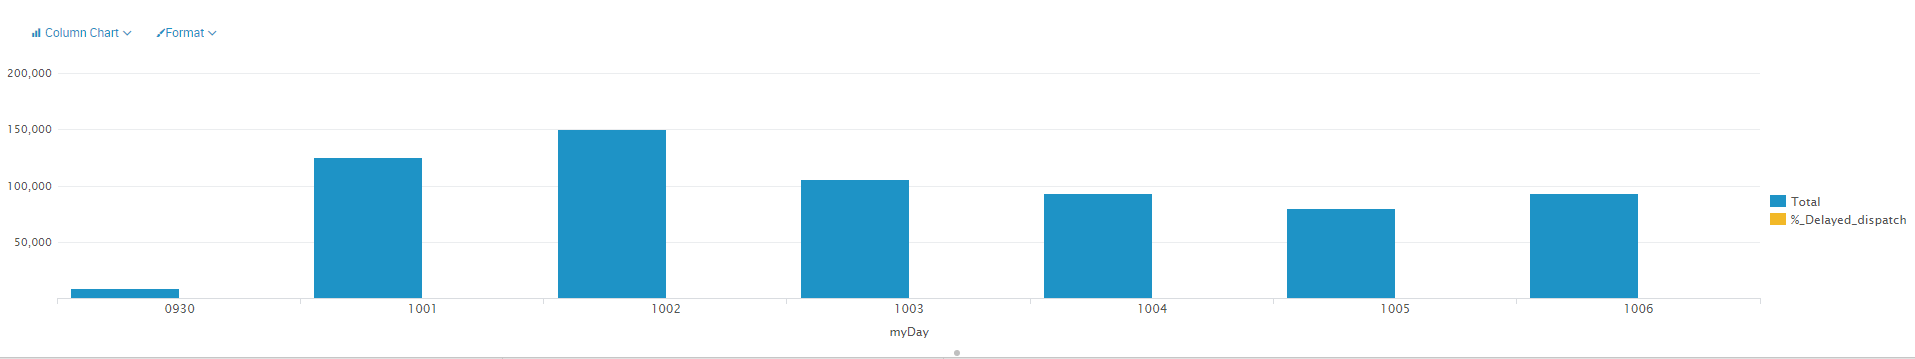 Column Chart Format
200,000
150,000
100,000
50,000
0930 1001 1002 1003 1004 1005 1006
myDay
Total
%_Delayed_dispatch